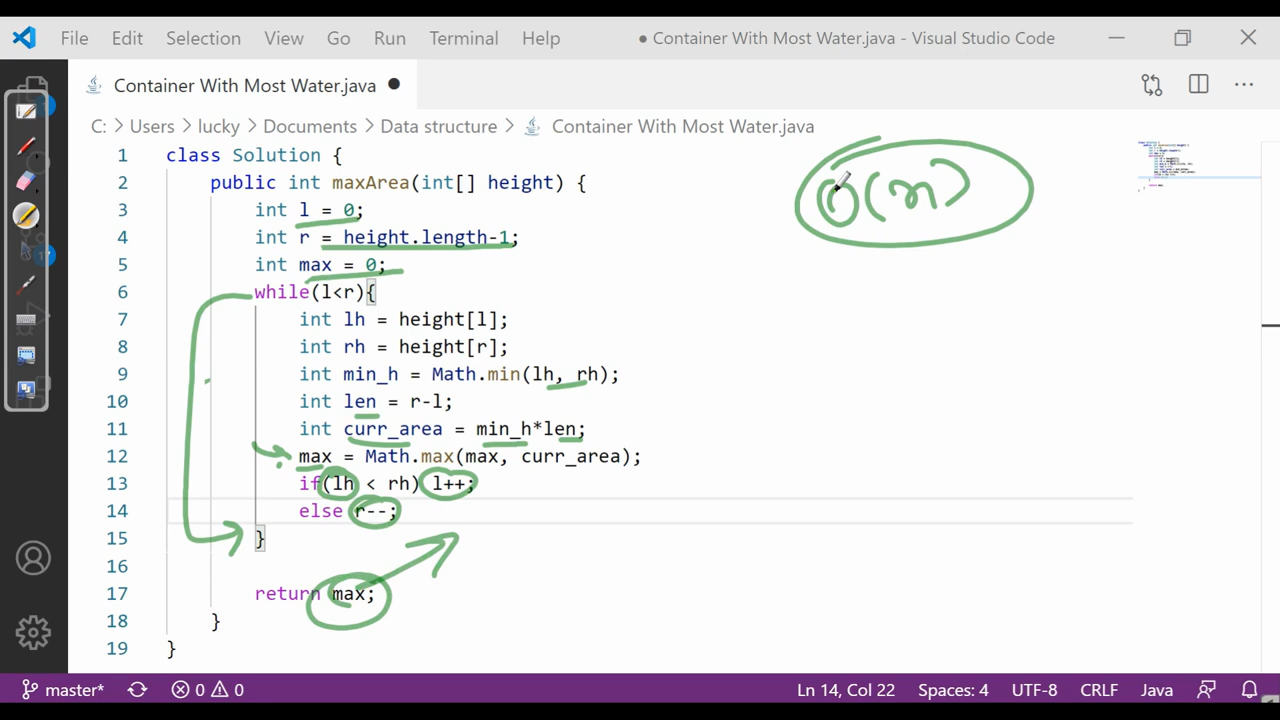 File Edit Selection View Go Run Terminal Help ● Container With Most Water.java - Visual Studio Code
Container With Most Water.java ●
C: > Users > lucky > Documents > Data structure > Container With Most Water.java
1 class Solution {
2 public int maxArea(int[] height) {
3 int l = 0;
4 int r = height.length-1;
5 int max = 0;
6 while(l<r){
7 int lh = height[l];
8 int rh = height[r];
9 int min_h = Math.min(lh, rh);
10 int len = r-l;
11 int curr_area = min_h*len;
12 max = Math.max(max, curr_area);
13 if(lh < rh) l++;
14 else r--;
15 }
16
17 return max;
18 }
19 }
O(n)
master* 0 0 Ln 14, Col 22 Spaces: 4 UTF-8 CRLF Java